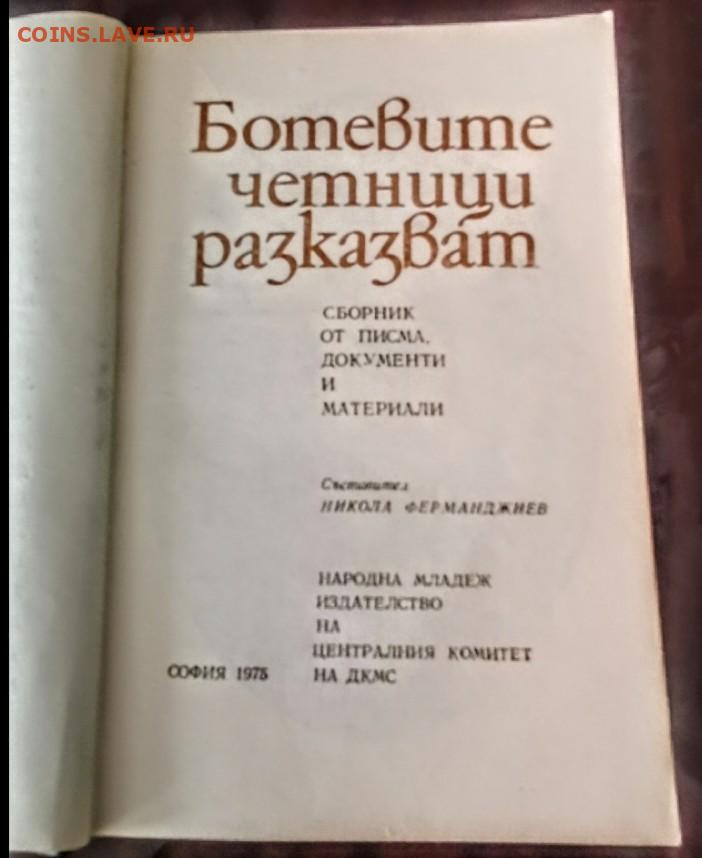 COINS.LAVE.RU
Ботевите
четници
разказват
СБОРНИК
ОТ ПИСМА,
ДОКУМЕНТИ
И
МАТЕРИАЛИ
Съставител
НИКОЛА ФЕРМАНДЖИЕВ
НАРОДНА МЛАДЕЖ
ИЗДАТЕЛСТВО
НА
ЦЕНТРАЛНИЯ КОМИТЕТ
НА ДКМС
СОФИЯ 1975